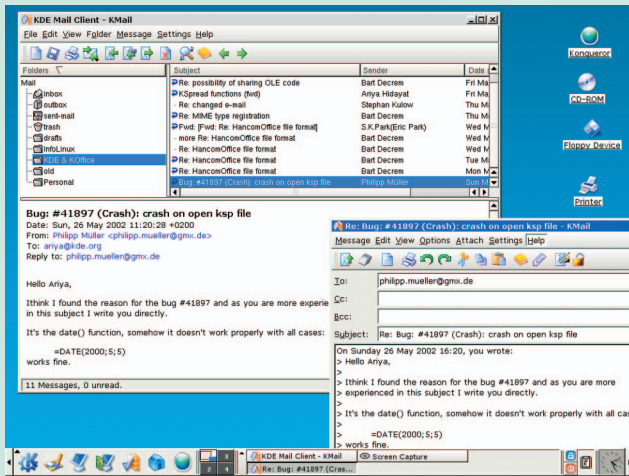 KDE Mail Client - KMail
File Edit View Folder Message Settings Help
Folders
Subject Sender Date
Mail
inbox
outbox
sent-mail
trash
drafts
InfoLinux
KDE & KOffice
old
Personal
Re: possibility of sharing OLE code Bart Decrem Fri Ma
KSpread functions (fwd) Ariya Hidayat Fri Ma
Re: changed e-mail Stephan Kulow Thu M
Re: MIME type registration Bart Decrem Thu M
Fwd: [Fwd: Re: HancomOffice file format] S.K.Park(Eric Park) Wed M
more Re: HancomOffice file format Bart Decrem Wed M
Re: HancomOffice file format Bart Decrem Wed M
Re: HancomOffice file format Bart Decrem Tue M
Re: HancomOffice file format Bart Decrem Mon M
Bug: #41897 (Crash): crash on open ksp file Philipp Müller Sun M
Bug: #41897 (Crash): crash on open ksp file
Date: Sun, 26 May 2002 11:20:28 +0200
From: Philipp Müller <philipp.mueller@gmx.de>
To: ariya@kde.org
Reply to: philipp.mueller@gmx.de
Hello Ariya,
Ithink I found the reason for the bug #41897 and as you are more experie
in this subject I write you directly.
It's the date() function, somehow it doesn't work properly with all cases:
=DATE(2000;5;5)
works fine.
11 Messages, 0 unread.
Re: Bug: #41897 (Crash): crash on open ksp file - KMail
Message Edit View Options Attach Settings Help
To: philipp.mueller@gmx.de
Cc:
Bcc:
Subject: Re: Bug: #41897 (Crash): crash on open ksp file
On Sunday 26 May 2002 16:20, you wrote:
> Hello Ariya,
>
> Ithink I found the reason for the bug #41897 and as you are more
> experienced in this subject I write you directly.
>
> It's the date() function, somehow it doesn't work properly with all cas
>
> =DATE(2000;5;5)
> works fine.
Konqueror
CD-ROM
Floppy Device
Printer
3
2 4
KDE Mail Client - KMail
Screen Capture
Re: Bug: #41897 (Cras...